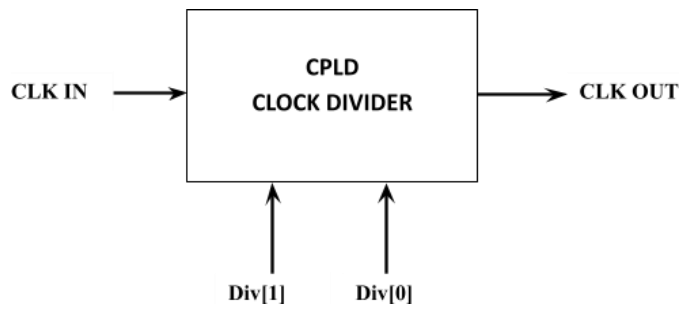 CPLD
CLOCK DIVIDER
CLK IN
CLK OUT
Div[1]
Div[0]